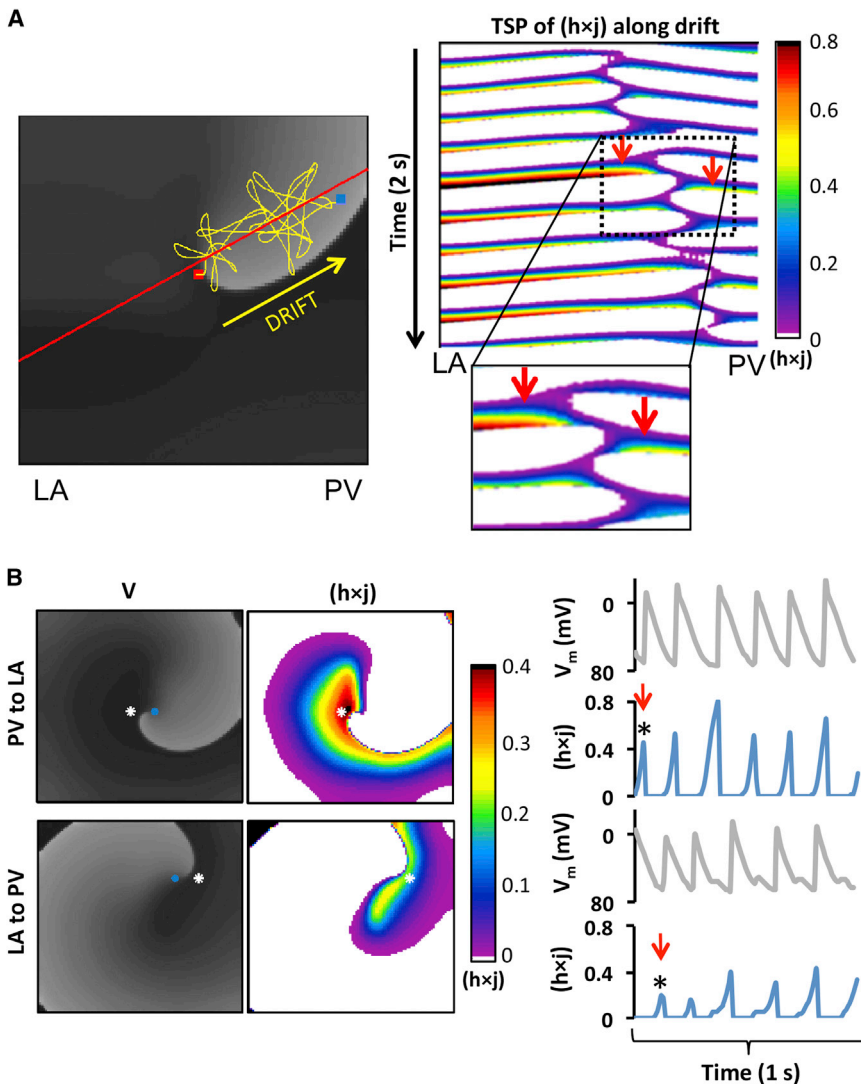 A
TSP of (h×j) along drift
Time (2 s)
DRIFT
0.8
0.6
0.4
0.2
0
(h×j)
LA
PV
LA
PV
B
V
(h×j)
PV to LA
LA to PV
0.4
0.3
0.2
0.1
0
(h×j)
Vm (mV)
0
80
(h×j)
0.8
0.4
0
*
Vm (mV)
0
80
(h×j)
0.8
0.4
0
*
Time (1 s)